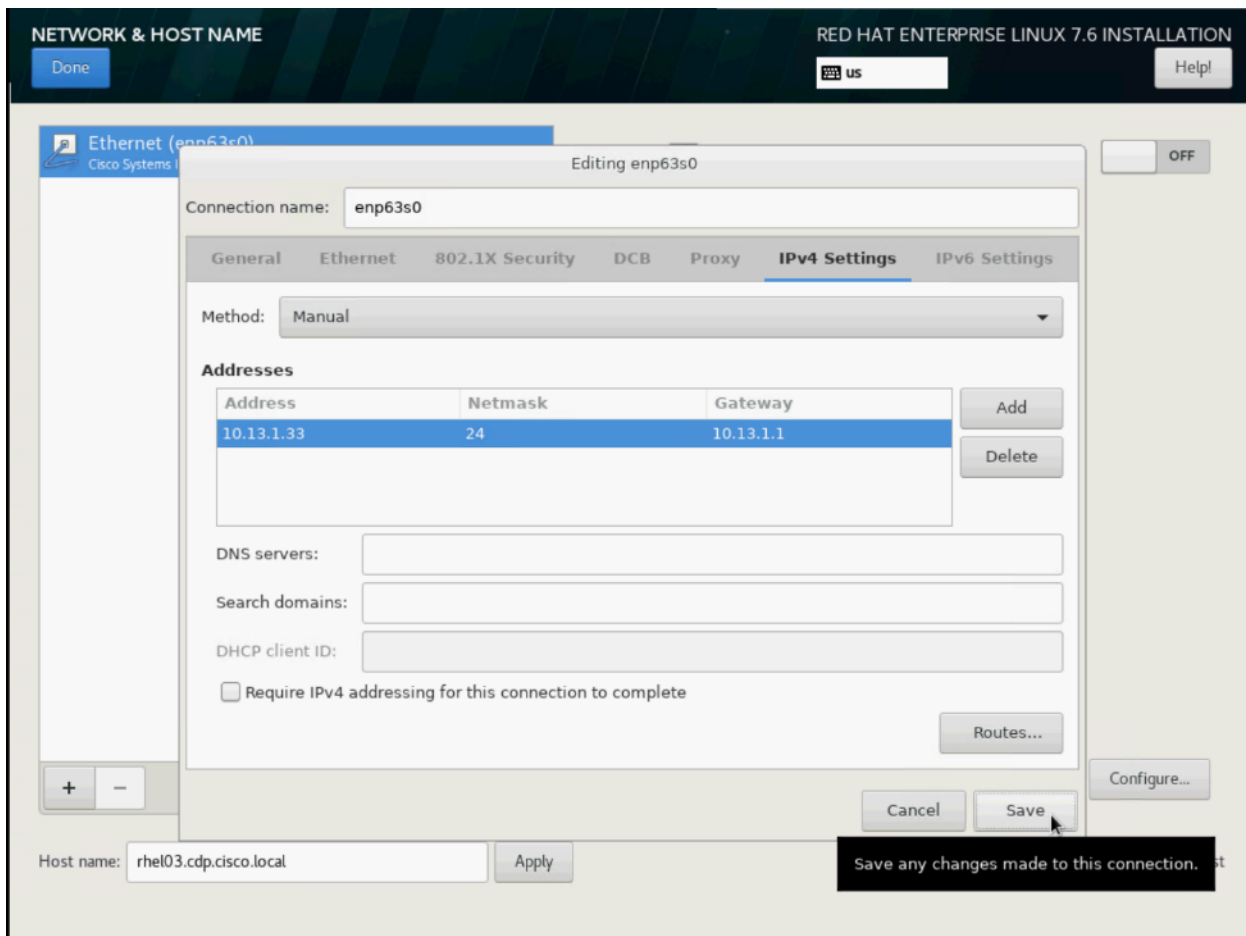 NETWORK & HOST NAME
RED HAT ENTERPRISE LINUX 7.6 INSTALLATION
Done
us
Help!
Ethernet (enp63s0)
Cisco Systems
OFF
Editing enp63s0
Connection name: enp63s0
General Ethernet 802.1X Security DCB Proxy IPv4 Settings IPv6 Settings
Method: Manual
Addresses
Address Netmask Gateway
10.13.1.33 24 10.13.1.1
Add
Delete
DNS servers:
Search domains:
DHCP client ID:
Require IPv4 addressing for this connection to complete
Routes...
+ −
Configure...
Cancel Save
Host name: rhel03.cdp.cisco.local Apply
Save any changes made to this connection.